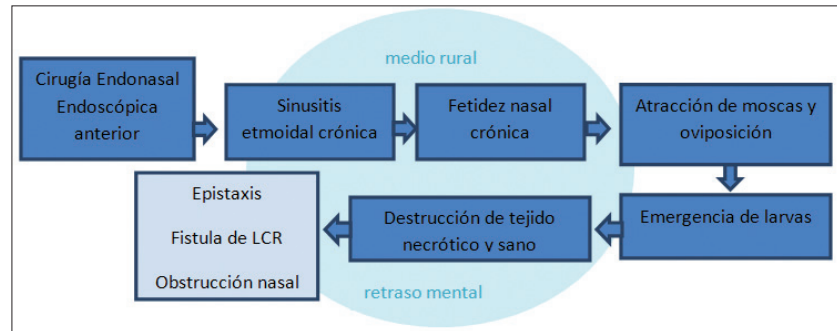 medio rural
Cirugía Endonasal
Endoscópica
anterior
Sinusitis
etmoidal crónica
Fetidez nasal
crónica
Atracción de moscas y
oviposición
Emergencia de larvas
Destrucción de tejido
necrótico y sano
Epistaxis
Fistula de LCR
Obstrucción nasal
retraso mental